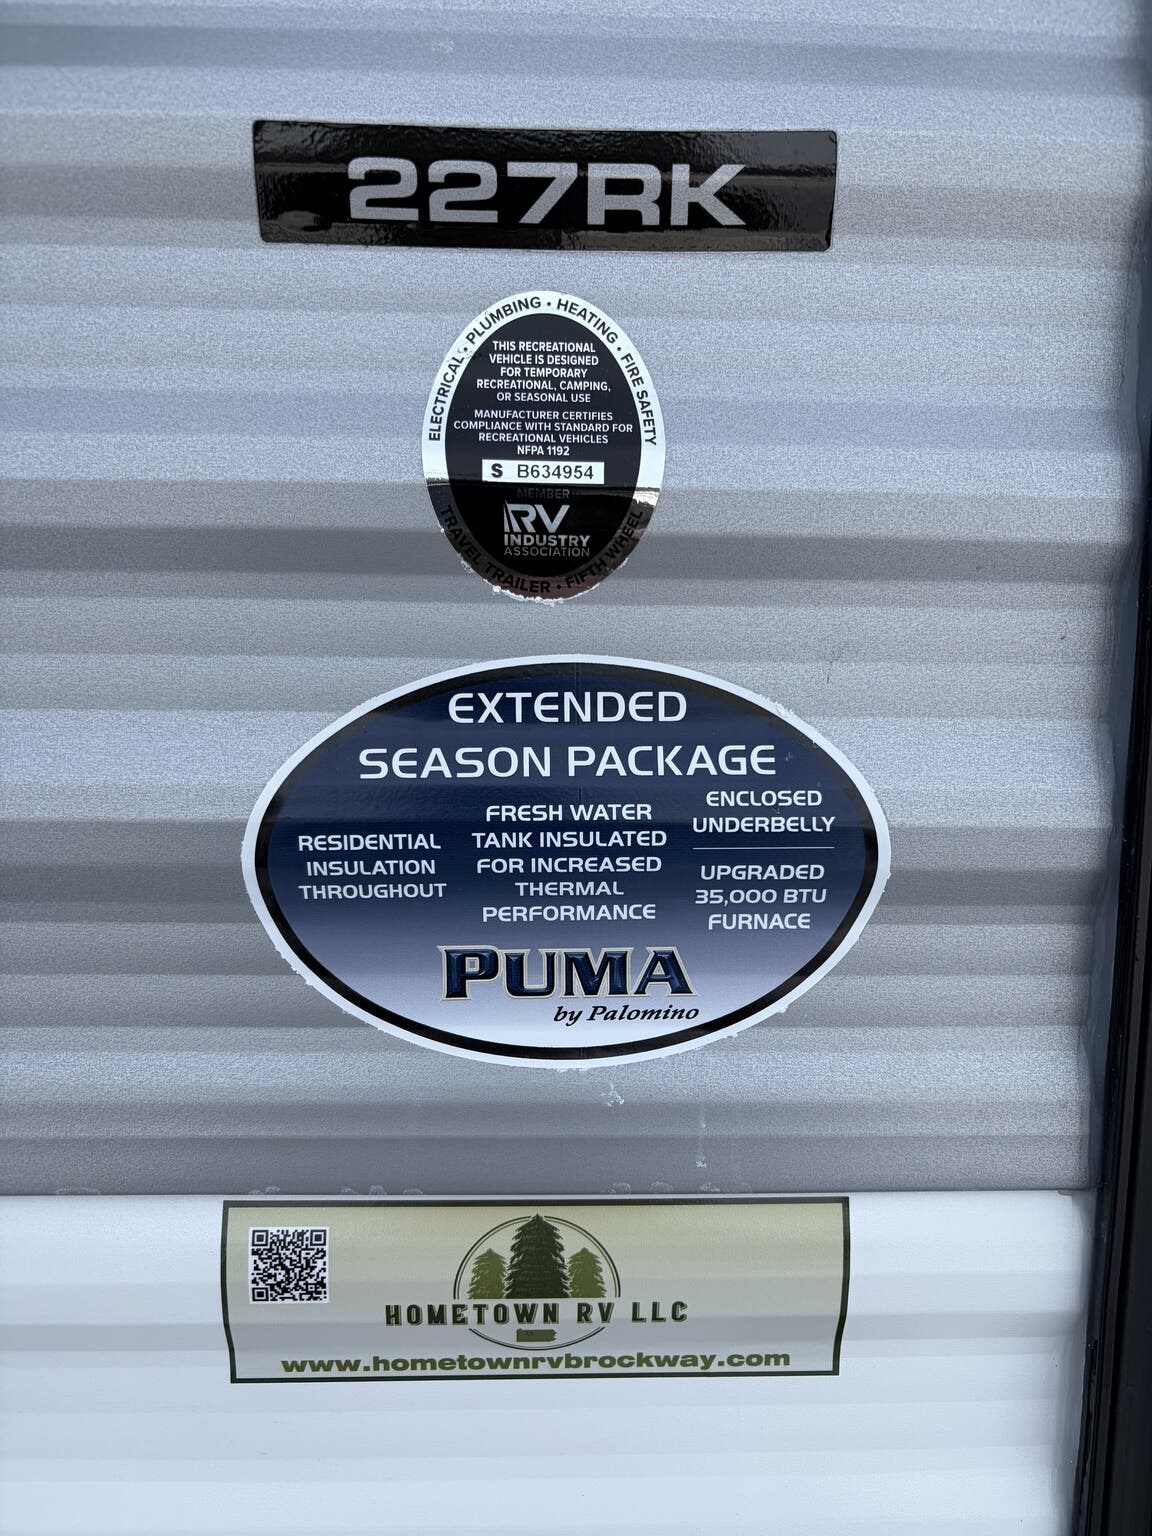 227RK
ELECTRICAL • PLUMBING • HEATING • FIRE SAFETY
THIS RECREATIONAL
VEHICLE IS DESIGNED
FOR TEMPORARY
RECREATIONAL, CAMPING,
OR SEASONAL USE
MANUFACTURER CERTIFIES
COMPLIANCE WITH STANDARD FOR
RECREATIONAL VEHICLES
NFPA 1192
S B634954
MEMBER
RV
INDUSTRY
ASSOCIATION
TRAVEL TRAILER • FIFTH WHEEL
EXTENDED
SEASON PACKAGE
RESIDENTIAL
INSULATION
THROUGHOUT
FRESH WATER
TANK INSULATED
FOR INCREASED
THERMAL
PERFORMANCE
ENCLOSED
UNDERBELLY
UPGRADED
35,000 BTU
FURNACE
PUMA
by Palomino
HOMETOWN RV LLC
www.hometownrvbrockway.com